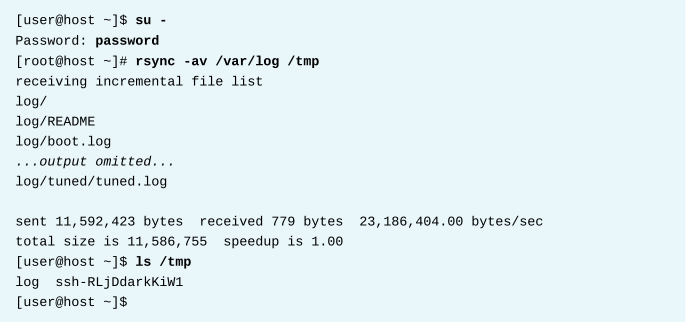 [user@host ~]$ su -
Password: password
[root@host ~]# rsync -av /var/log /tmp
receiving incremental file list
log/
log/README
log/boot.log
...output omitted...
log/tuned/tuned.log

sent 11,592,423 bytes  received 779 bytes  23,186,404.00 bytes/sec
total size is 11,586,755  speedup is 1.00
[user@host ~]$ ls /tmp
log  ssh-RLjDdarkKiW1
[user@host ~]$